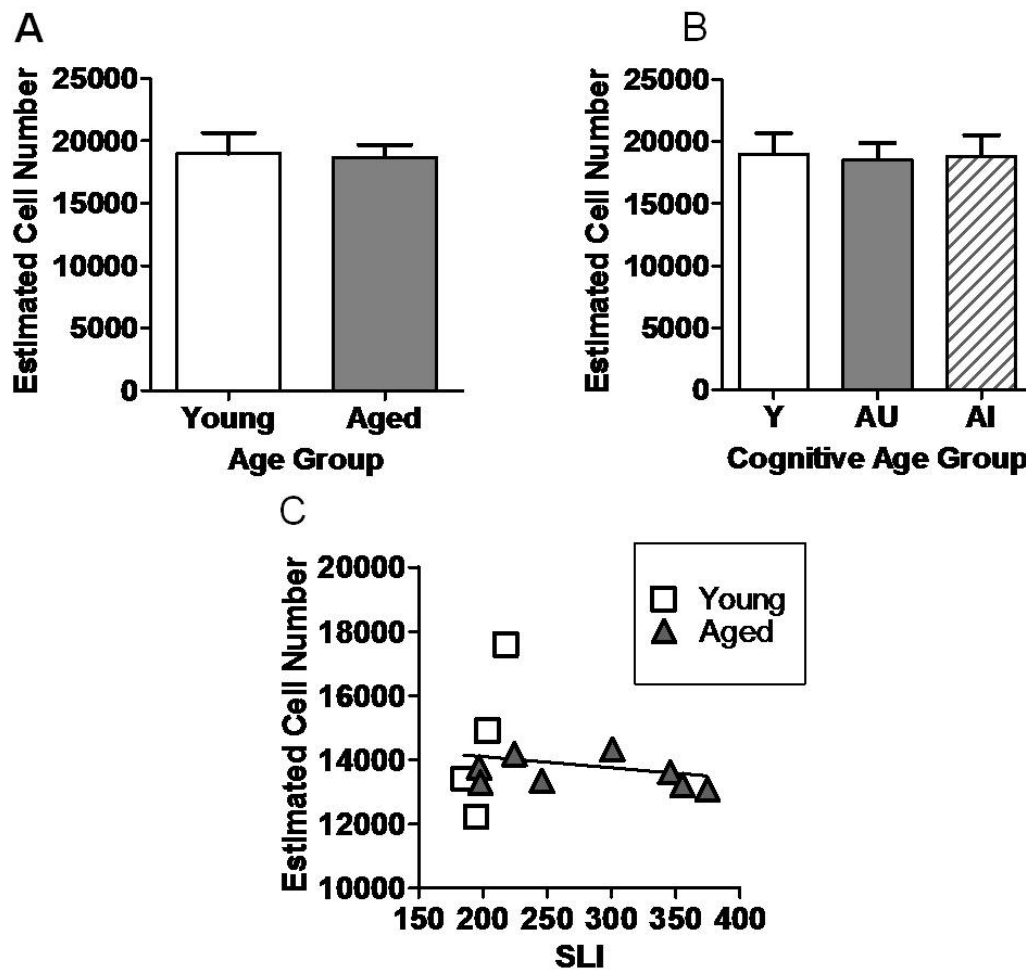 A
Estimated Cell Number
25000
20000
15000
10000
5000
0
Young Aged
Age Group
B
Estimated Cell Number
25000
20000
15000
10000
5000
0
Y AU AI
Cognitive Age Group
C
Estimated Cell Number
20000
18000
16000
14000
12000
10000
150 200 250 300 350 400
SLI
Young
Aged